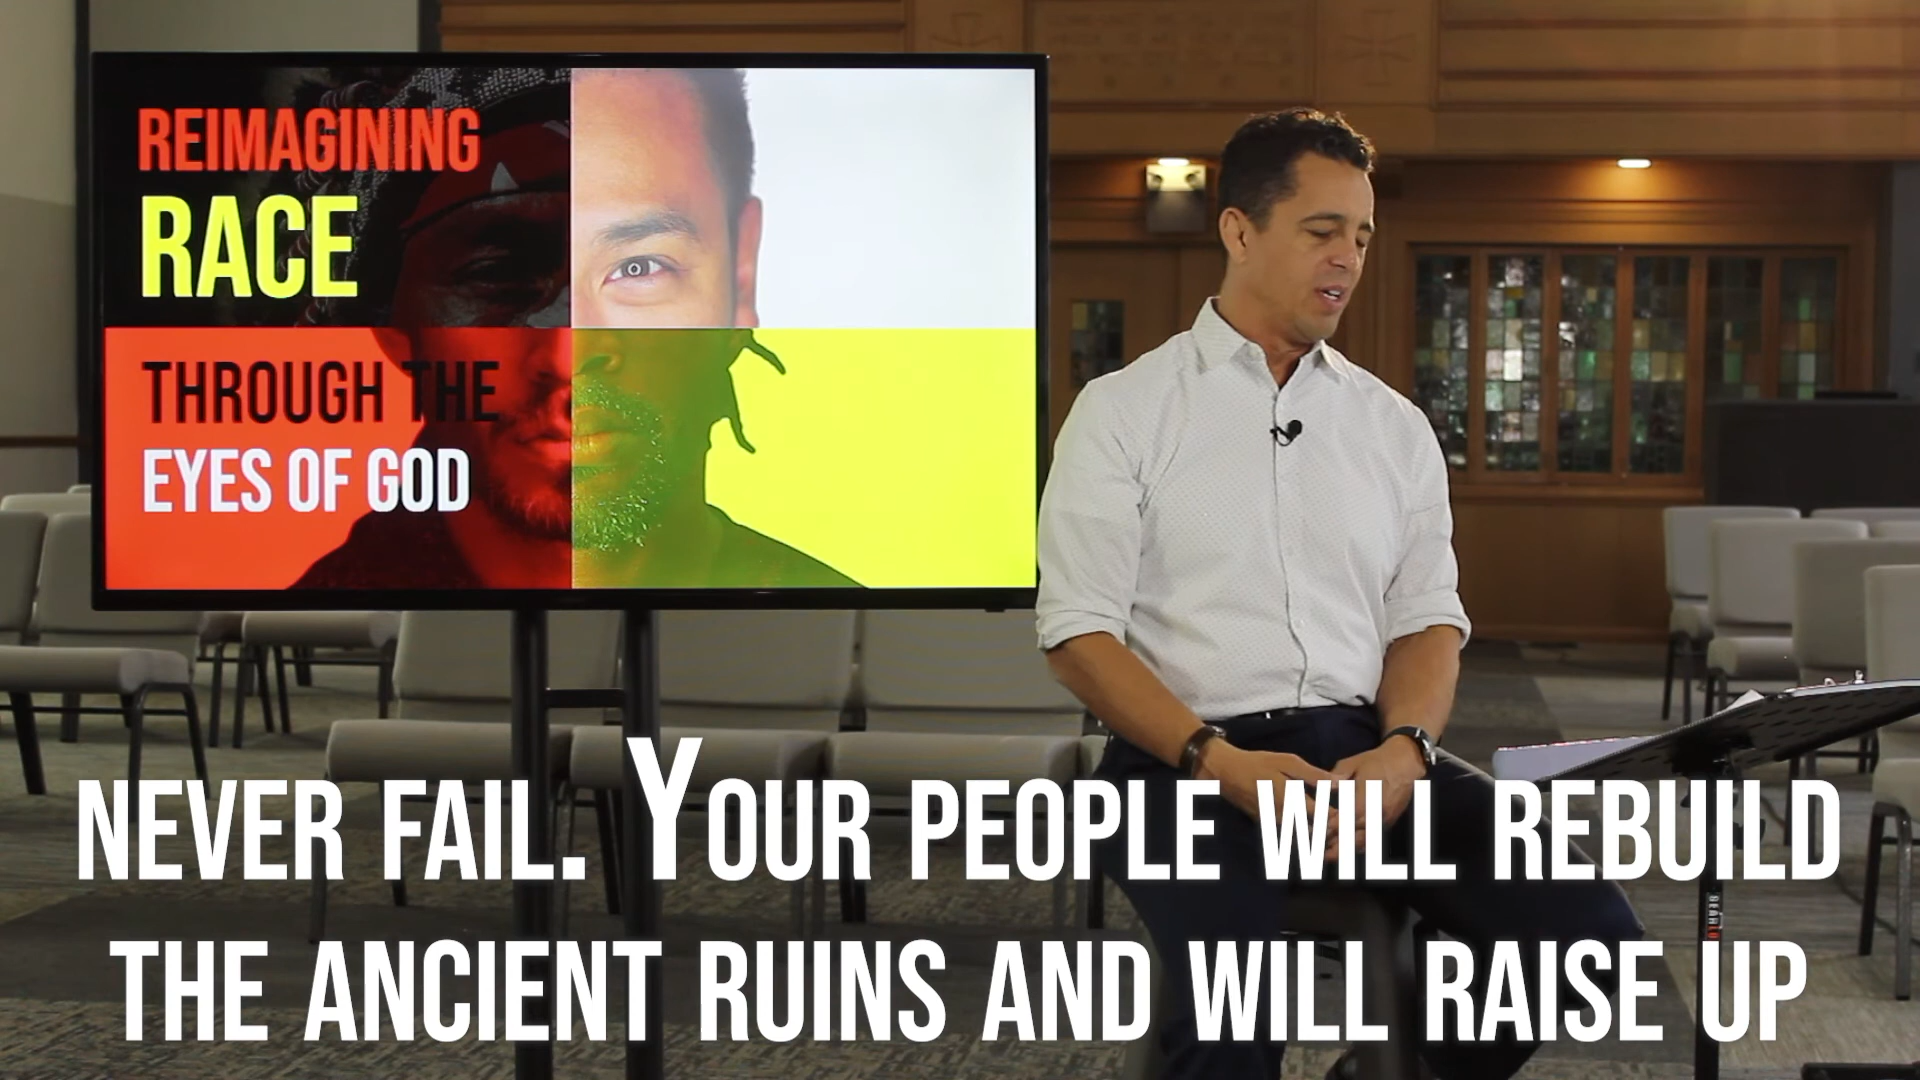 REIMAGINING
RACE
THROUGH THE
EYES OF GOD
NEVER FAIL. YOUR PEOPLE WILL REBUILD
THE ANCIENT RUINS AND WILL RAISE UP